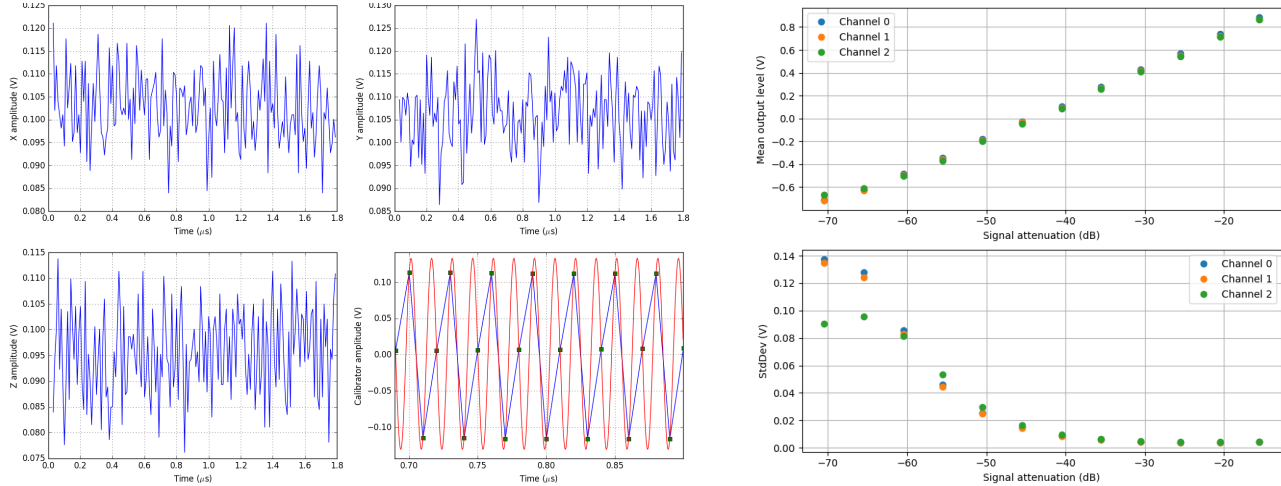 X amplitude (V)
0.125
0.120
0.115
0.110
0.105
0.100
0.095
0.090
0.085
0.080
0.0 0.2 0.4 0.6 0.8 1.0 1.2 1.4 1.6 1.8
Time (μs)
Y amplitude (V)
0.130
0.125
0.120
0.115
0.110
0.105
0.100
0.095
0.090
0.085
0.0 0.2 0.4 0.6 0.8 1.0 1.2 1.4 1.6 1.8
Time (μs)
Mean output level (V)
0.8
0.6
0.4
0.2
0.0
−0.2
−0.4
−0.6
Channel 0
Channel 1
Channel 2
−70 −60 −50 −40 −30 −20
Signal attenuation (dB)
Z amplitude (V)
0.115
0.110
0.105
0.100
0.095
0.090
0.085
0.080
0.075
0.0 0.2 0.4 0.6 0.8 1.0 1.2 1.4 1.6 1.8
Time (μs)
Calibrator amplitude (V)
0.10
0.05
0.00
−0.05
−0.10
0.70 0.75 0.80 0.85
Time (μs)
StdDev (V)
0.14
0.12
0.10
0.08
0.06
0.04
0.02
0.00
Channel 0
Channel 1
Channel 2
−70 −60 −50 −40 −30 −20
Signal attenuation (dB)